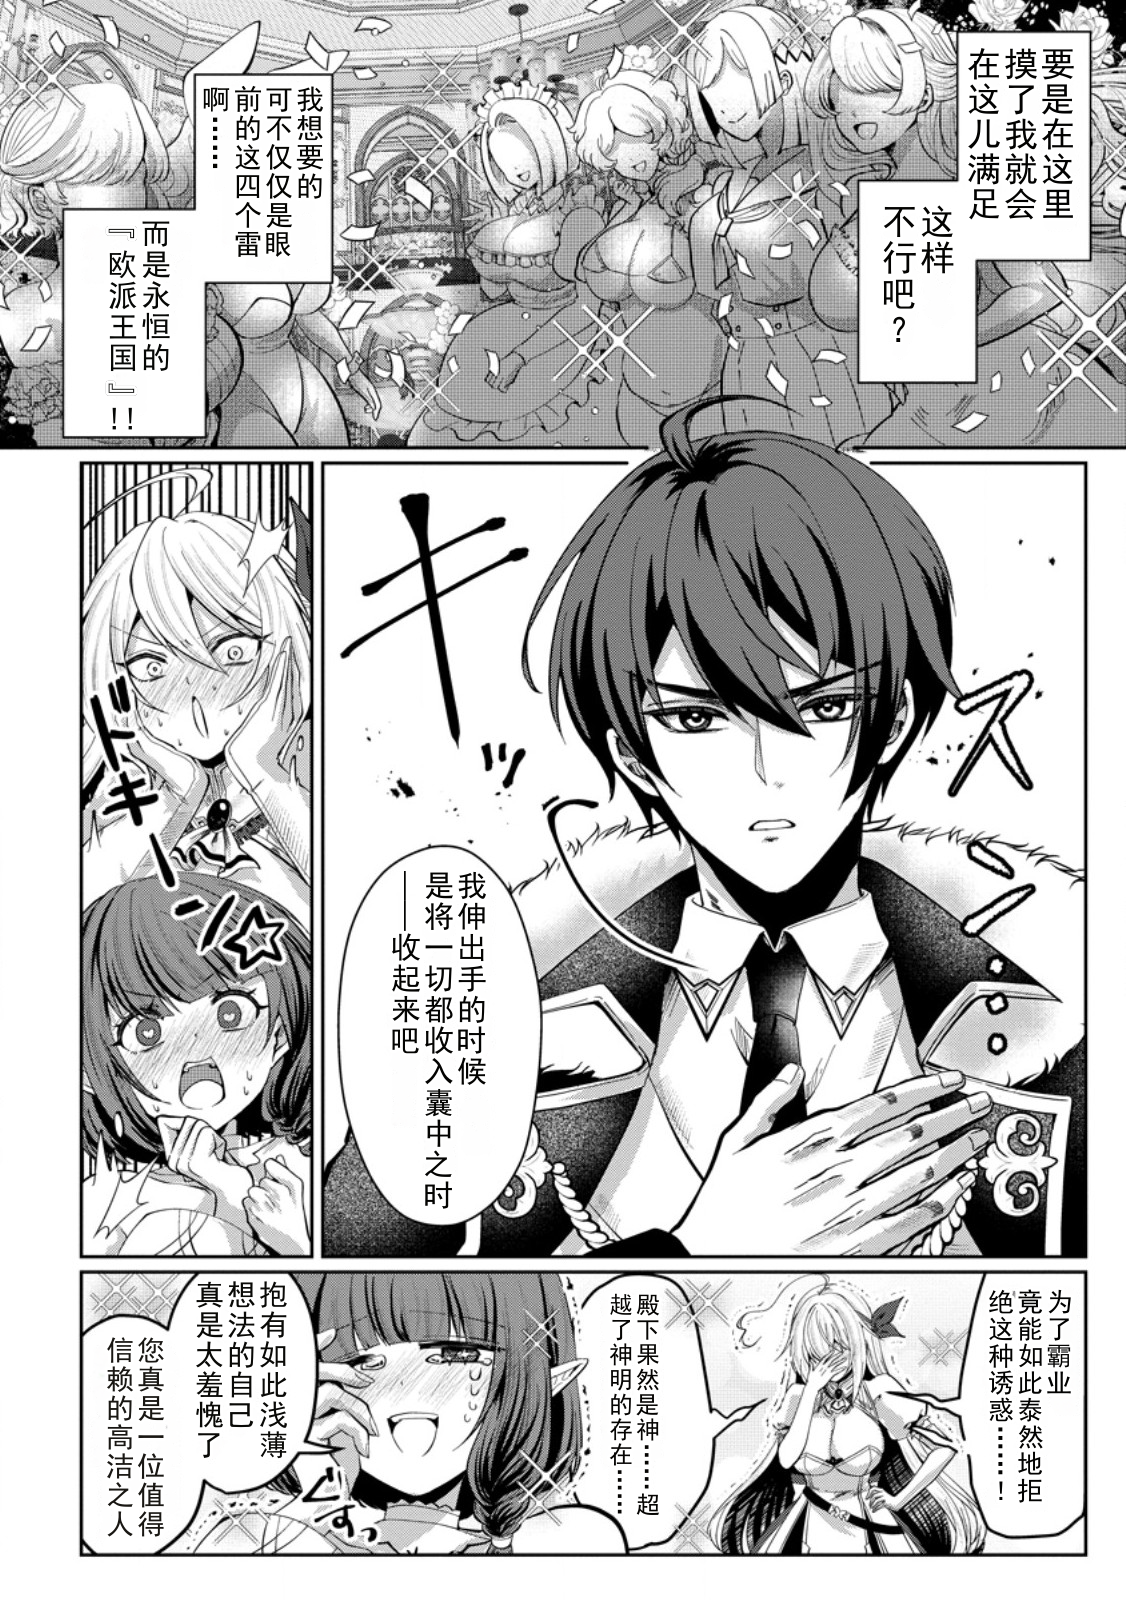 要是在这里
摸了我就会
在这儿满足
这样
不行吧？
我想要的
可不仅仅是眼
前的这四个雷
啊……
而是永恒的
『欧派王国』!!
キ
スン…
我伸出手的时候
是将一切都收入囊中之时
——收起来吧
ドキドキ
为了霸业
竟能如此泰然地拒
绝这种诱惑……！
殿下果然是神……超
越了神明的存在……
抱有如此浅薄
想法的自己
真是太羞愧了
ぐすっ
您真是一位值得
信赖的高洁之人